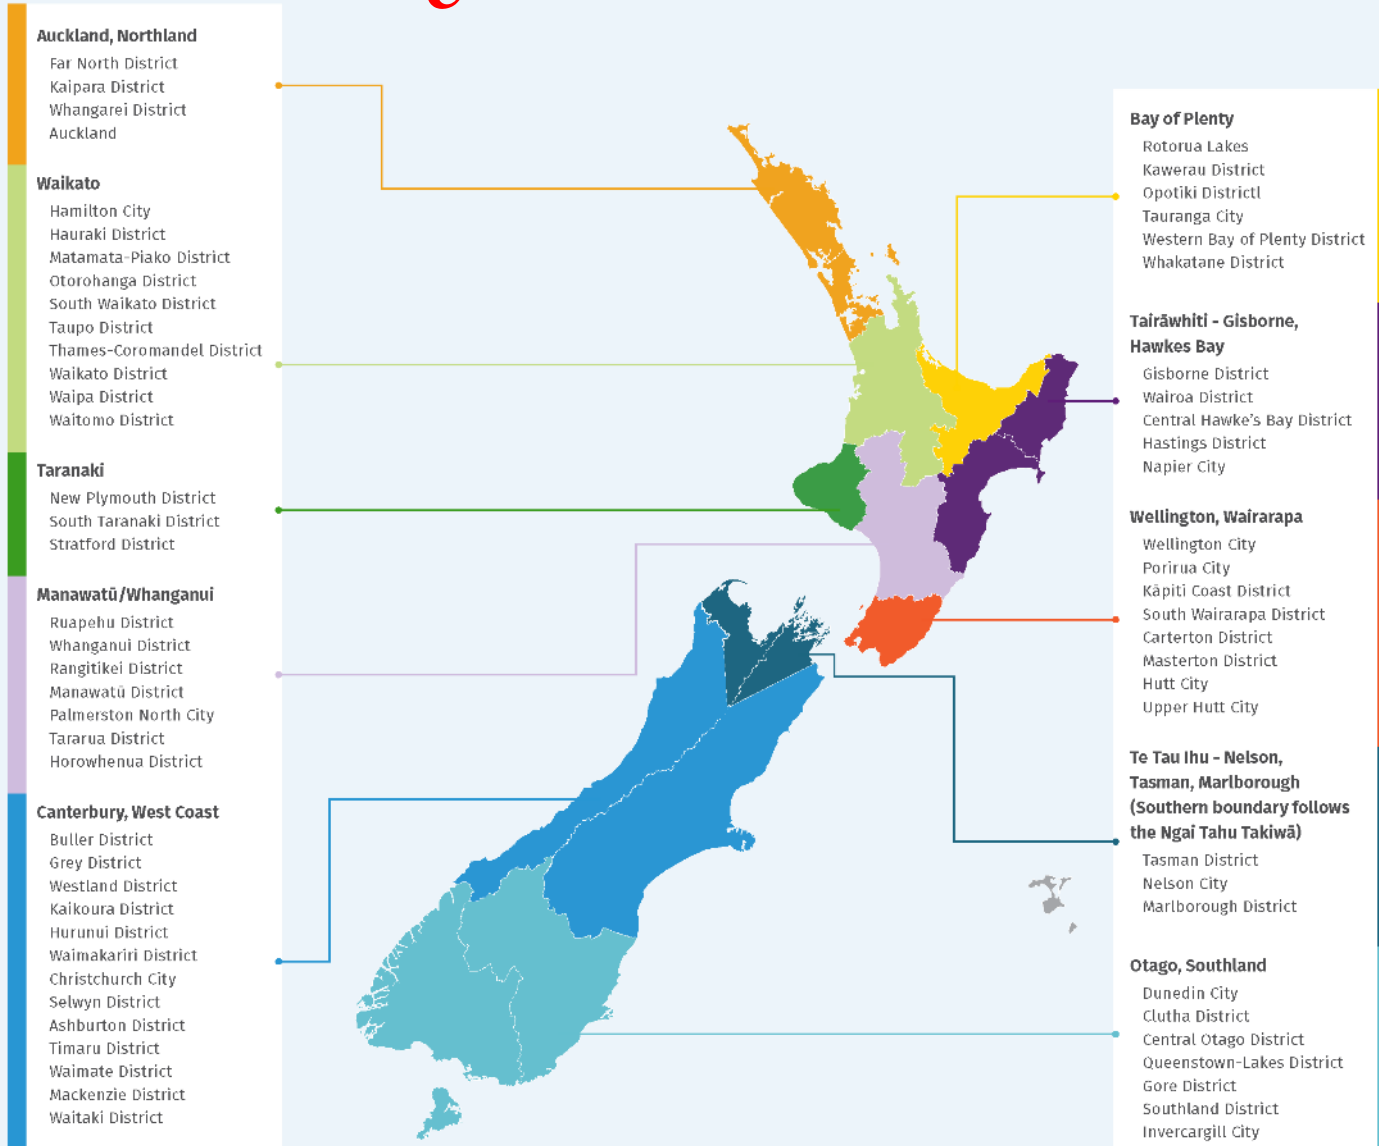 Auckland, Northland
Far North District
Kaipara District
Whangarei District
Auckland
Waikato
Hamilton City
Hauraki District
Matamata-Piako District
Otorohanga District
South Waikato District
Taupo District
Thames-Coromandel District
Waikato District
Waipa District
Waitomo District
Taranaki
New Plymouth District
South Taranaki District
Stratford District
Manawatū/Whanganui
Ruapehu District
Whanganui District
Rangitikei District
Manawatū District
Palmerston North City
Tararua District
Horowhenua District
Canterbury, West Coast
Buller District
Grey District
Westland District
Kaikoura District
Hurunui District
Waimakariri District
Christchurch City
Selwyn District
Ashburton District
Timaru District
Waimate District
Mackenzie District
Waitaki District
Bay of Plenty
Rotorua Lakes
Kawerau District
Opotiki Districtl
Tauranga City
Western Bay of Plenty District
Whakatane District
Tairāwhiti - Gisborne,
Hawkes Bay
Gisborne District
Wairoa District
Central Hawke's Bay District
Hastings District
Napier City
Wellington, Wairarapa
Wellington City
Porirua City
Kāpiti Coast District
South Wairarapa District
Carterton District
Masterton District
Hutt City
Upper Hutt City
Te Tau Ihu - Nelson,
Tasman, Marlborough
(Southern boundary follows
the Ngai Tahu Takiwā)
Tasman District
Nelson City
Marlborough District
Otago, Southland
Dunedin City
Clutha District
Central Otago District
Queenstown-Lakes District
Gore District
Southland District
Invercargill City